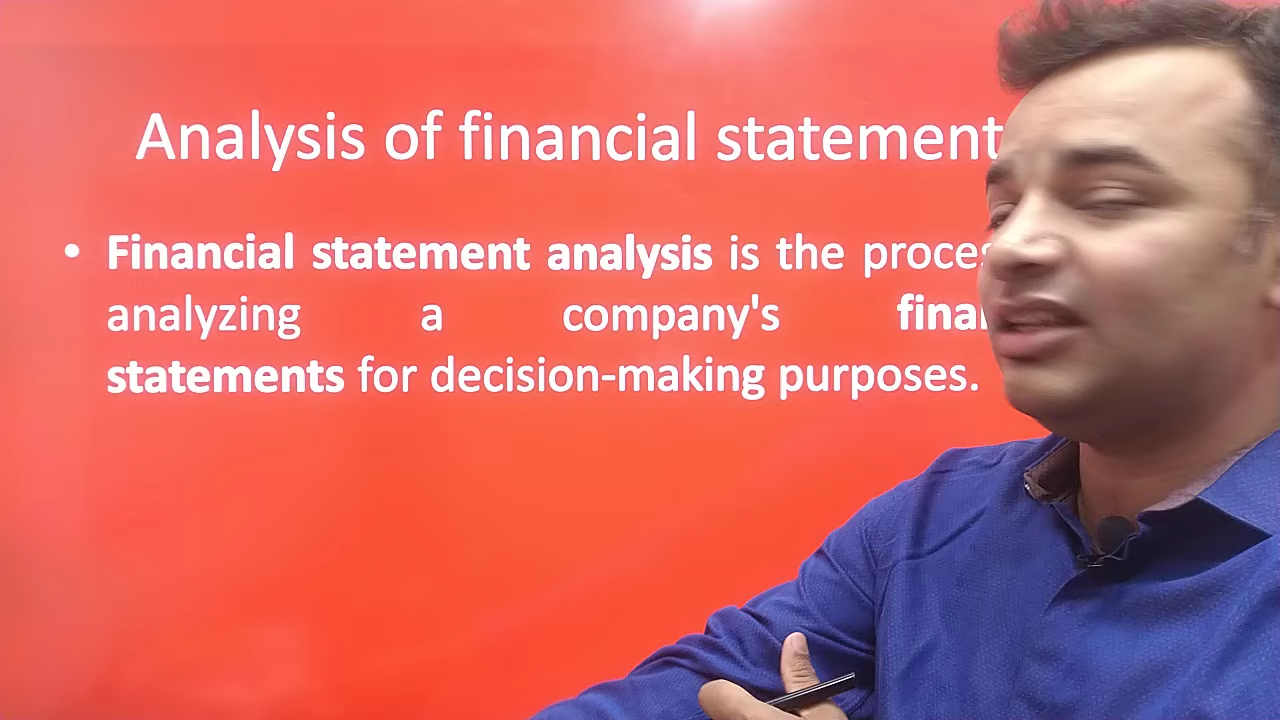 Analysis of financial statement
• Financial statement analysis is the
analyzing a company's
statements for decision-making purposes.